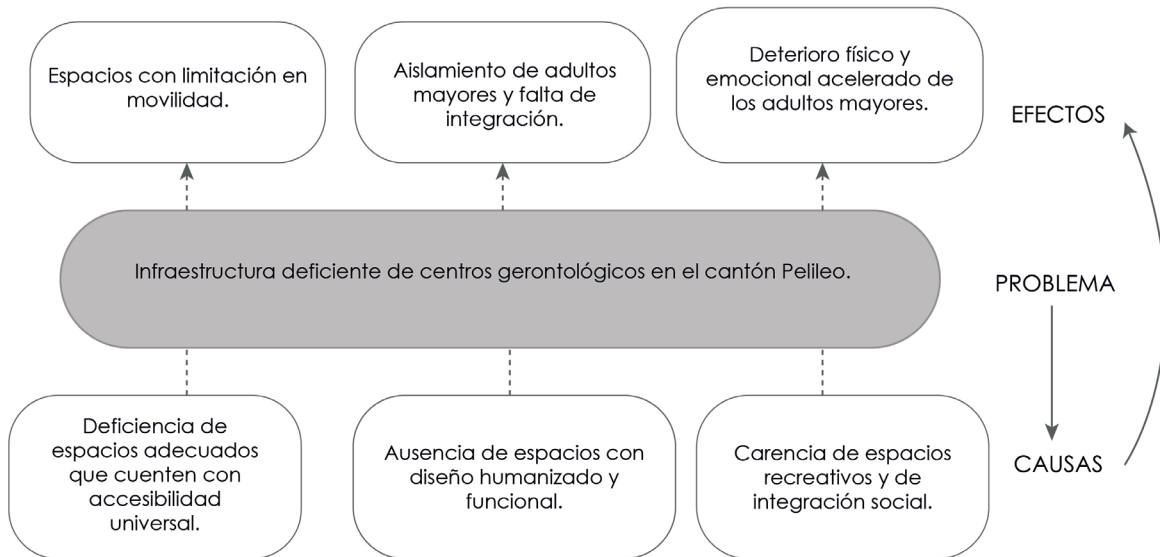 Espacios con limitación en
movilidad.
Aislamiento de adultos
mayores y falta de
integración.
Deterioro físico y
emocional acelerado de
los adultos mayores.
EFECTOS
Infraestructura deficiente de centros gerontológicos en el cantón Pelileo.
PROBLEMA
Deficiencia de
espacios adecuados
que cuenten con
accesibilidad
universal.
Ausencia de espacios con
diseño humanizado y
funcional.
Carencia de espacios
recreativos y de
integración social.
CAUSAS